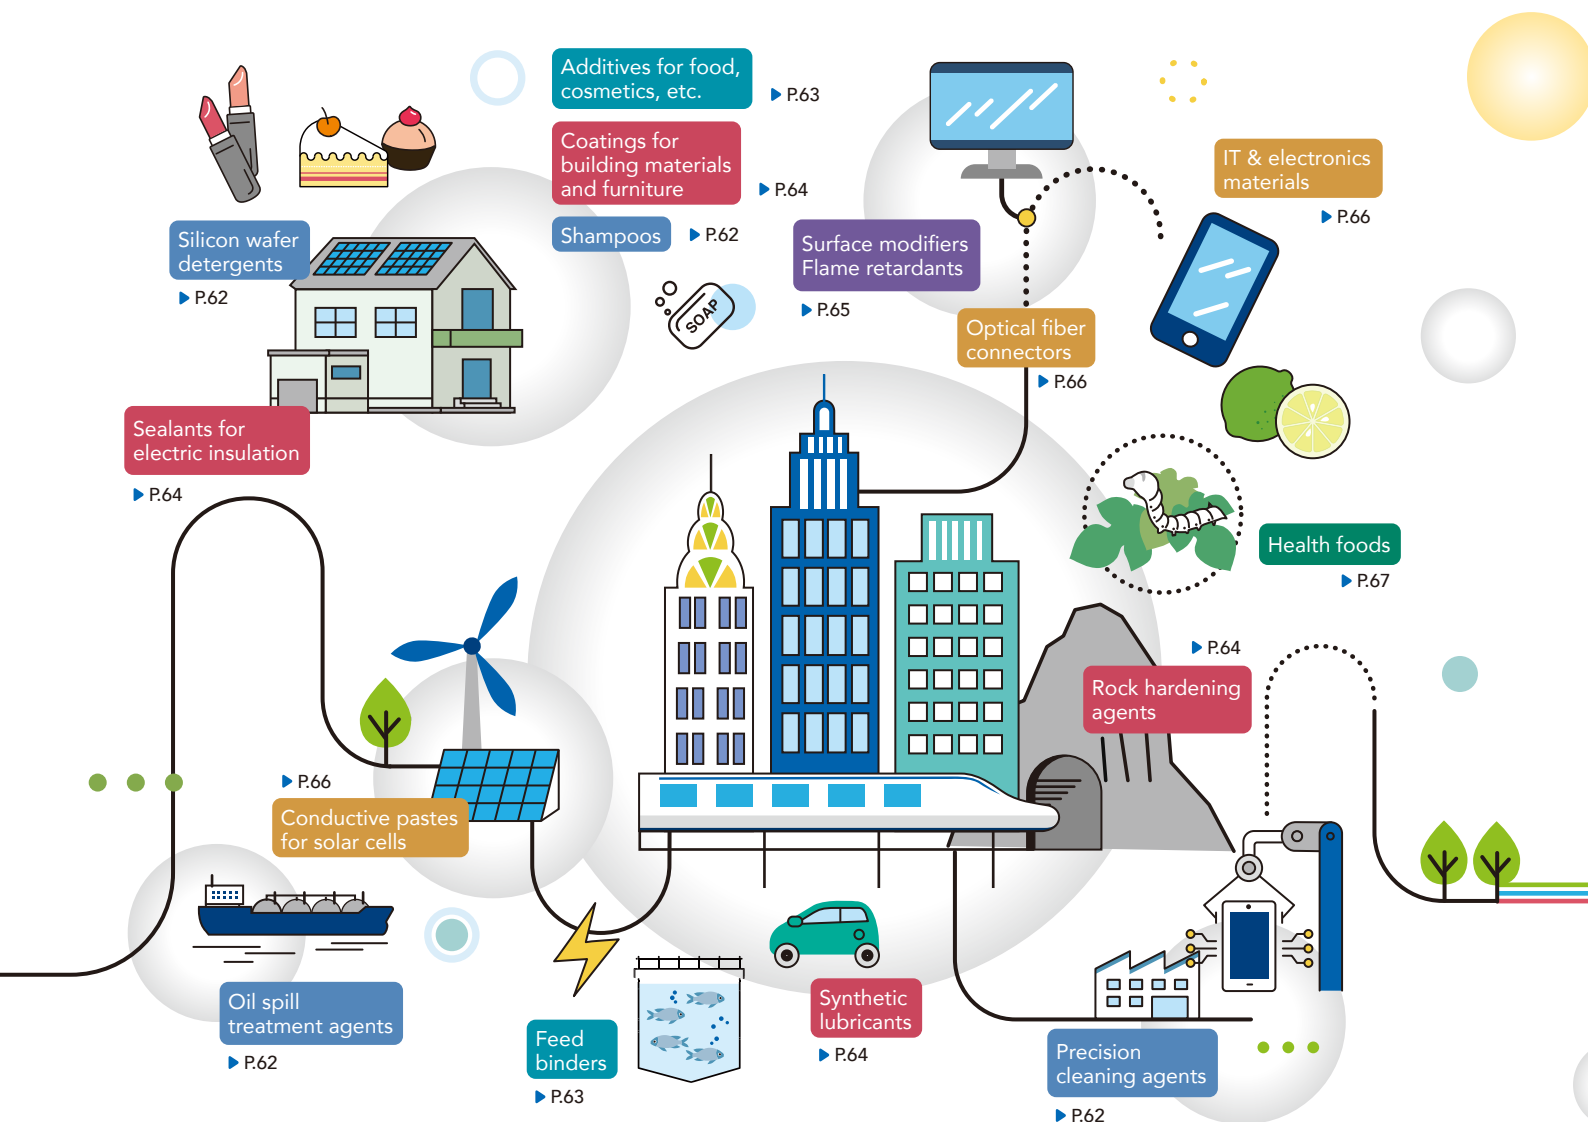 Additives for food,
cosmetics, etc.
P.63
Coatings for
building materials
and furniture
P.64
Shampoos
P.62
IT & electronics
materials
P.66
Silicon wafer
detergents
P.62
Surface modifiers
Flame retardants
P.65
SOAP
Optical fiber
connectors
P.66
Sealants for
electric insulation
P.64
Health foods
P.67
P.64
Rock hardening
agents
P.66
Conductive pastes
for solar cells
Oil spill
treatment agents
P.62
Feed
binders
P.63
Synthetic
lubricants
P.64
Precision
cleaning agents
P.62